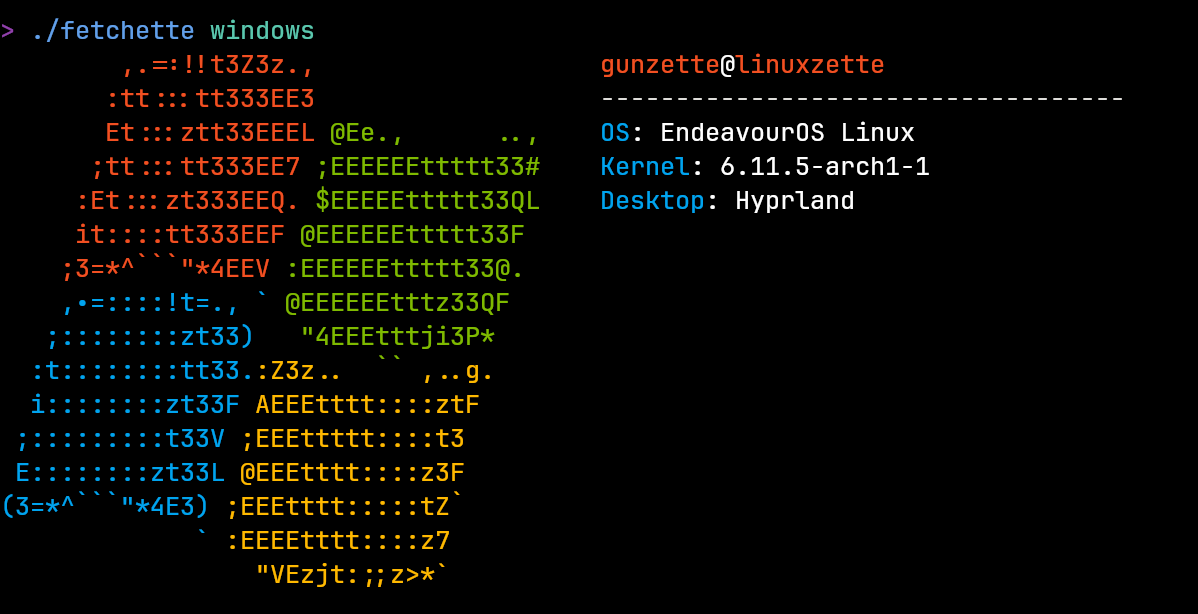 > ./fetchette windows
        ,.=:!!t3Z3z.,                   gunzette@linuxzette
       :tt:::tt333EE3                   -----------------------------------
       Et:::ztt33EEEL @Ee.,      ..,    OS: EndeavourOS Linux
      ;tt:::tt333EE7 ;EEEEEEttttt33#    Kernel: 6.11.5-arch1-1
     :Et:::zt333EEQ. $EEEEEttttt33QL    Desktop: Hyprland
     it::::tt333EEF @EEEEEEttttt33F
    ;3=*^```"*4EEV :EEEEEEttttt33@.
    ,•=::::!t=., ` @EEEEEEtttz33QF
   ;::::::::zt33)   "4EEEtttji3P*
  :t::::::::tt33.:Z3z..  `` ,..g.
  i::::::::zt33F AEEEtttt::::ztF
 ;:::::::::t33V ;EEEttttt::::t3
 E::::::::zt33L @EEEtttt::::z3F
(3=*^```"*4E3) ;EEEtttt:::::tZ`
             ` :EEEEtttt::::z7
                 "VEzjt:;;z>*`